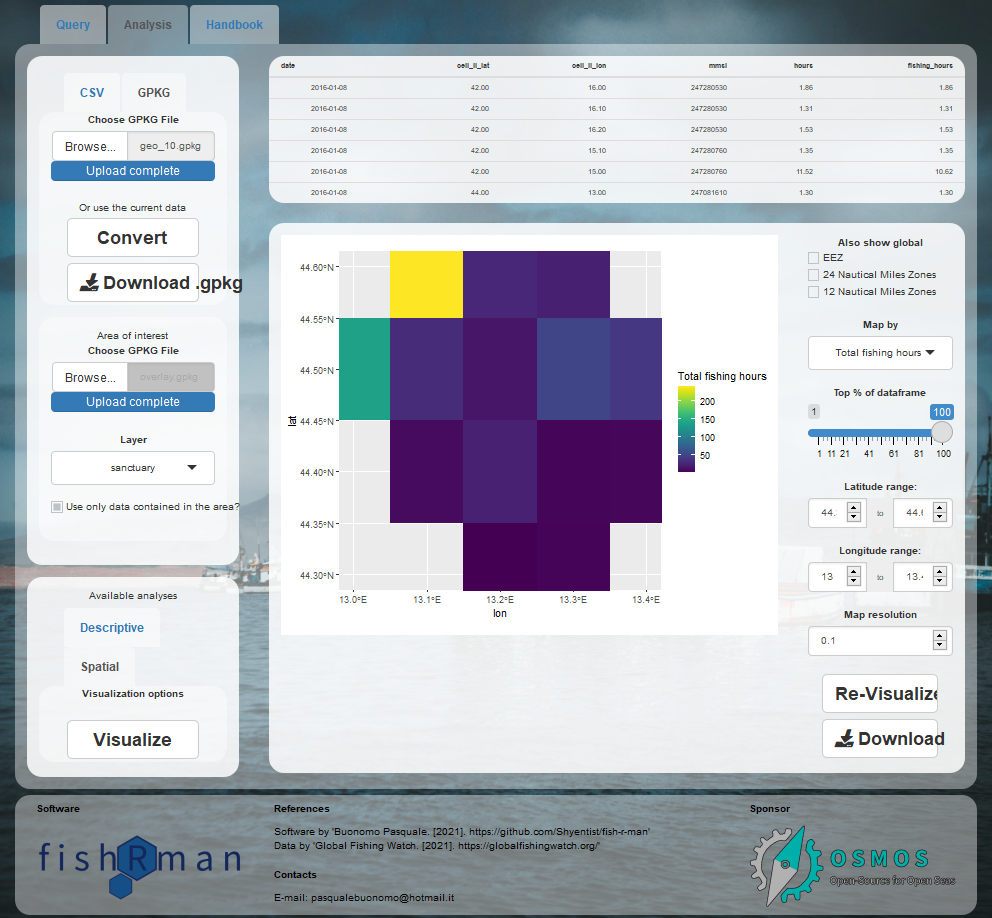 Query
Analysis
Handbook
CSV
GPKG
Choose GPKG File
Browse...
geo_10.gpkg
Upload complete
Or use the current data
Convert
Download .gpkg
Area of interest
Choose GPKG File
Browse...
overlay.gpkg
Upload complete
Layer
sanctuary
Use only data contained in the area?
Available analyses
Descriptive
Spatial
Visualization options
Visualize
date cell_ll_lat cell_ll_lon mmsi hours fishing_hours
2016-01-08 42.00 16.00 247280530 1.86 1.86
2016-01-08 42.00 16.10 247280530 1.31 1.31
2016-01-08 42.00 16.20 247280530 1.53 1.53
2016-01-08 42.00 15.10 247280760 1.35 1.35
2016-01-08 42.00 15.00 247280760 11.52 10.62
2016-01-08 44.00 13.00 247081610 1.30 1.30
44.60°N
44.55°N
44.50°N
44.45°N
44.40°N
44.35°N
44.30°N
lat
13.0°E 13.1°E 13.2°E 13.3°E 13.4°E
lon
Total fishing hours
200
150
100
50
Also show global
EEZ
24 Nautical Miles Zones
12 Nautical Miles Zones
Map by
Total fishing hours
Top % of dataframe
1 100
1 11 21 41 61 81 100
Latitude range:
44. to 44.
Longitude range:
13 to 13.
Map resolution
0.1
Re-Visualize
Download
Software
fishRman
References
Software by 'Buonomo Pasquale. [2021]. https://github.com/Shyentist/fish-r-man'
Data by 'Global Fishing Watch. [2021]. https://globalfishingwatch.org/'
Contacts
E-mail: pasqualebuonomo@hotmail.it
Sponsor
OSMOS
Open-Source for Open Seas